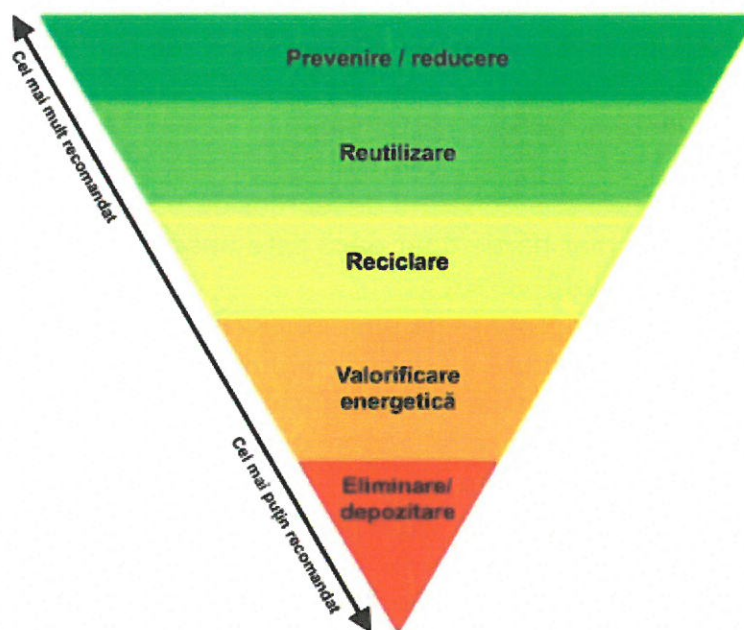 Prevenire / reducere
Cel mai mult recomandat
Reutilizare
Reciclare
Valorificare
energetică
Cel mai puțin recomandat
Eliminare/
depozitare